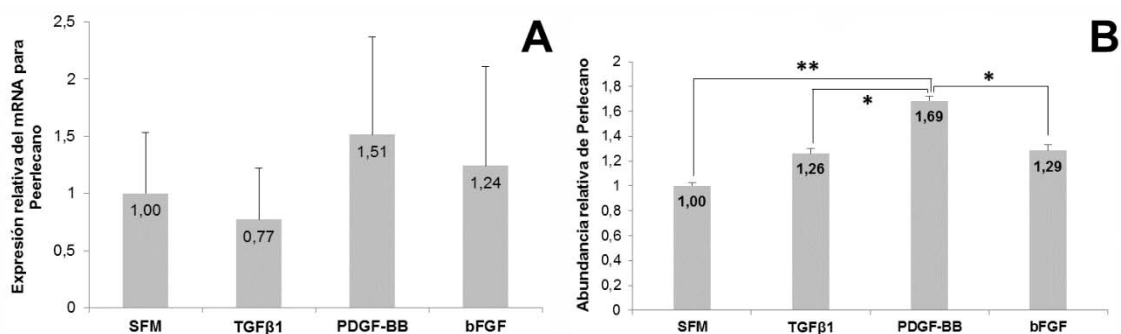 A
Expresión relativa del mRNA para
Peerlecano
2,5
2
1,5
1
0,5
0
1,00
0,77
1,51
1,24
SFM
TGFβ1
PDGF-BB
bFGF
B
Abundancia relativa de Perlecano
2
1,8
1,6
1,4
1,2
1
0,8
0,6
0,4
0,2
0
**
*
*
1,00
1,26
1,69
1,29
SFM
TGFβ1
PDGF-BB
bFGF